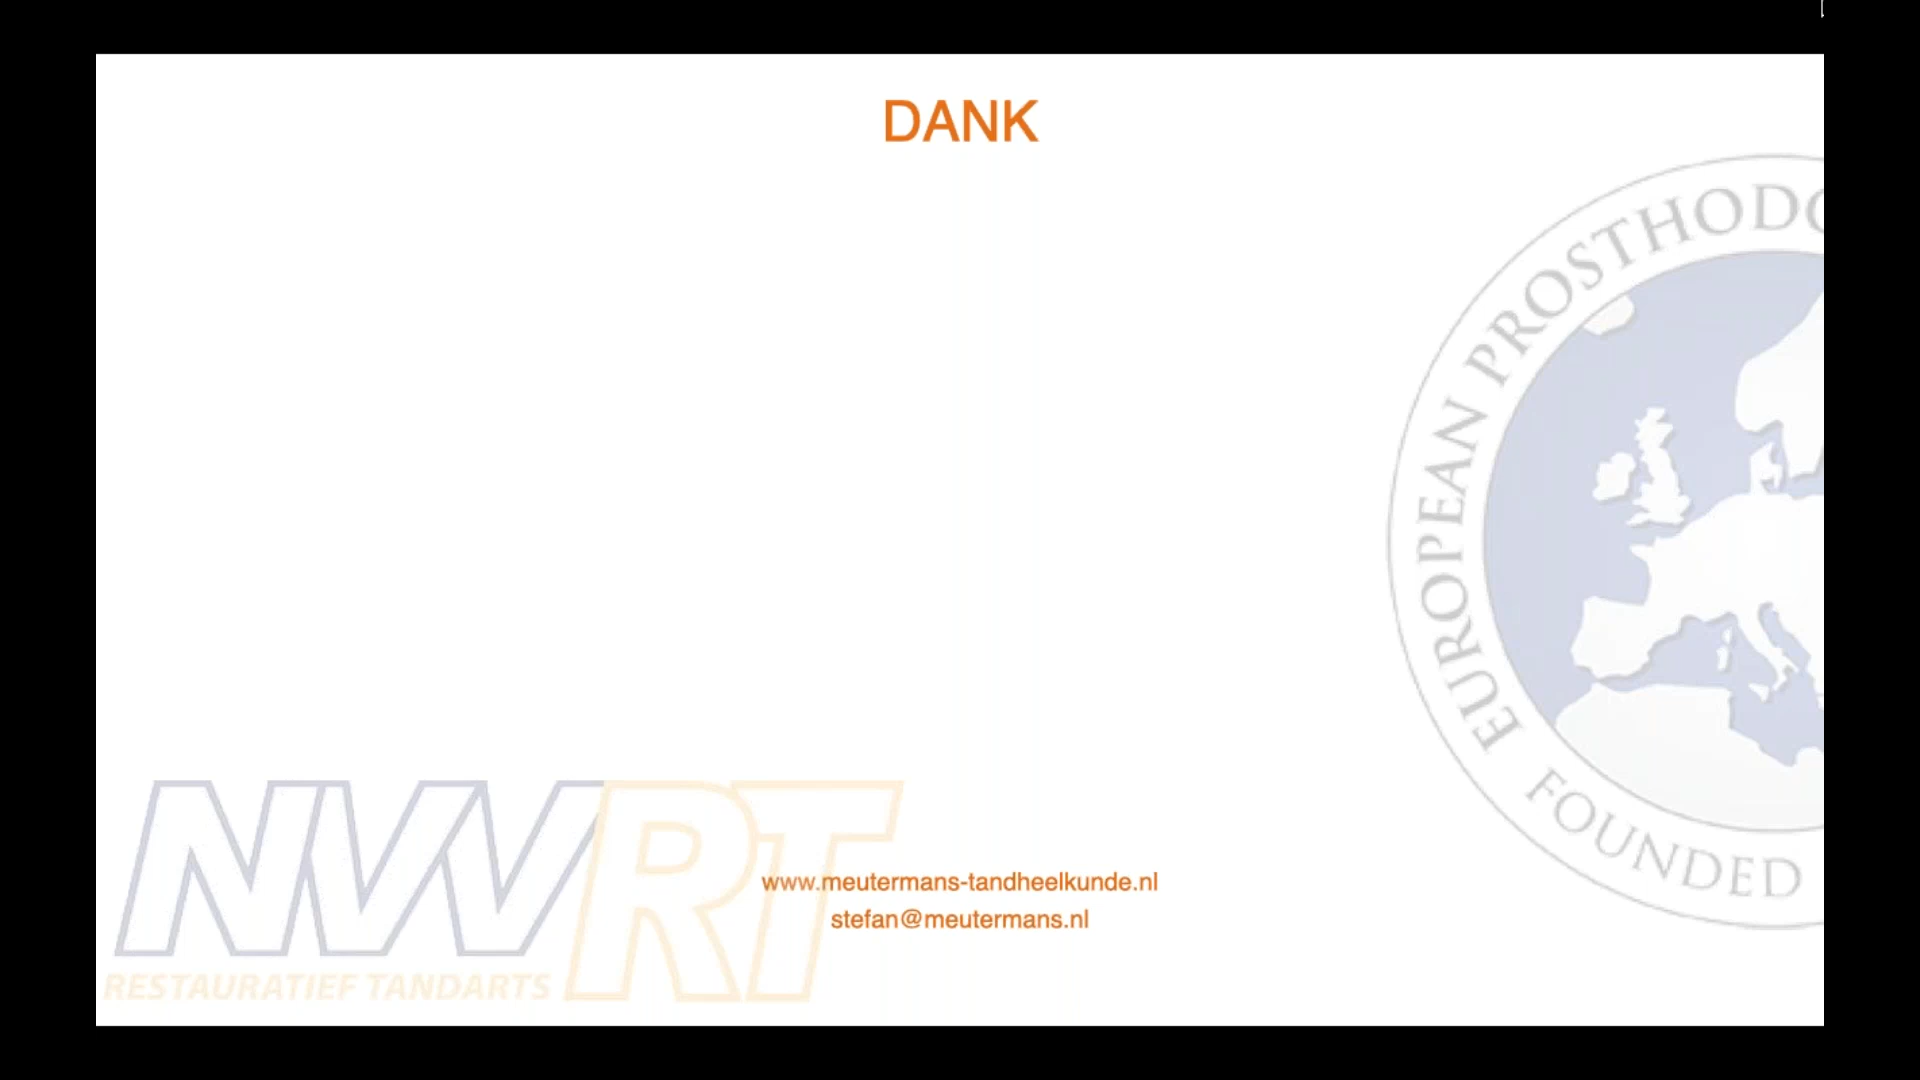 DANK
EUROPEAN PROSTHODO
FOUNDED
NVVRT
www.meutermans-tandheelkunde.nl
stefan@meutermans.nl
RESTAURATIEF TANDARTS